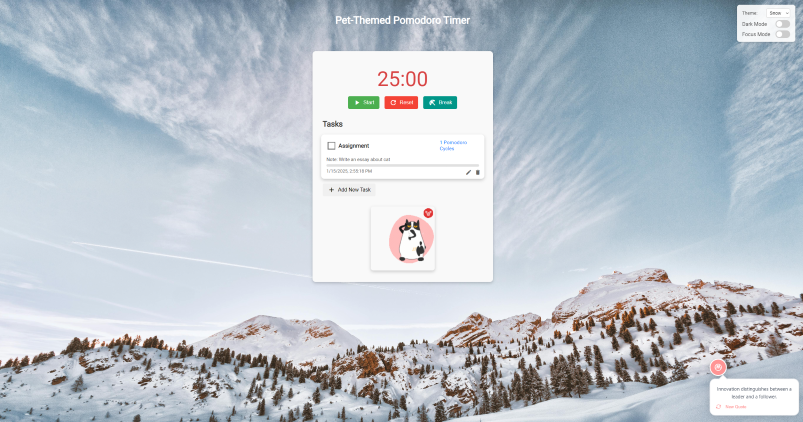 Pet-Themed Pomodoro Timer
Theme: Snow
Dark Mode
Focus Mode
25:00
Start Reset Break
Tasks
Assignment
1 Pomodoro
Cycles
Note: Write an essay about cat
1/15/2025, 2:55:18 PM
Add New Task
Innovation distinguishes between a
leader and a follower.
New Quote